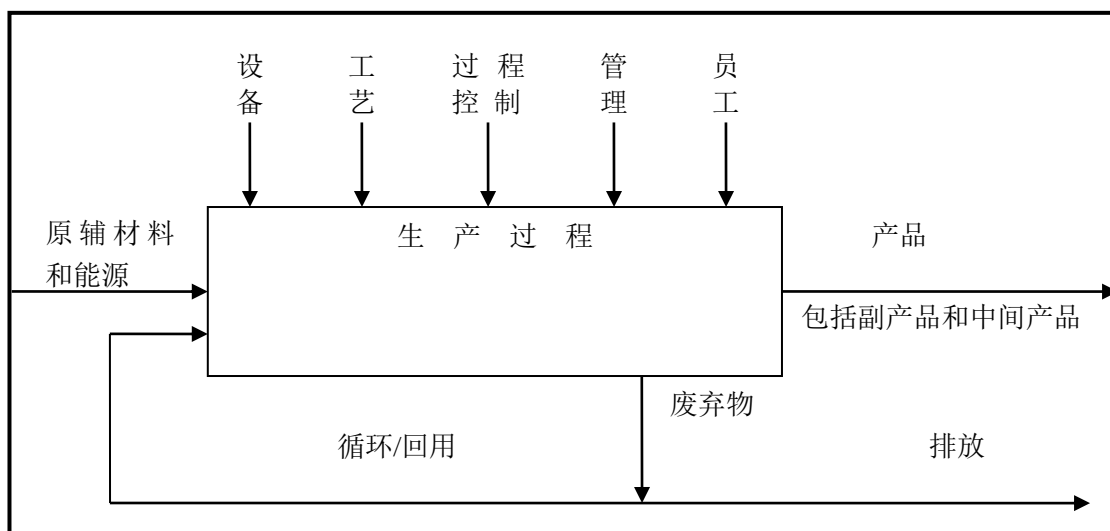 设 工 过 程 管 员
备 艺 控 制 理 工
原 辅 材 料
和能源
生 产 过 程
产品
包括副产品和中间产品
废弃物
循环/回用
排放